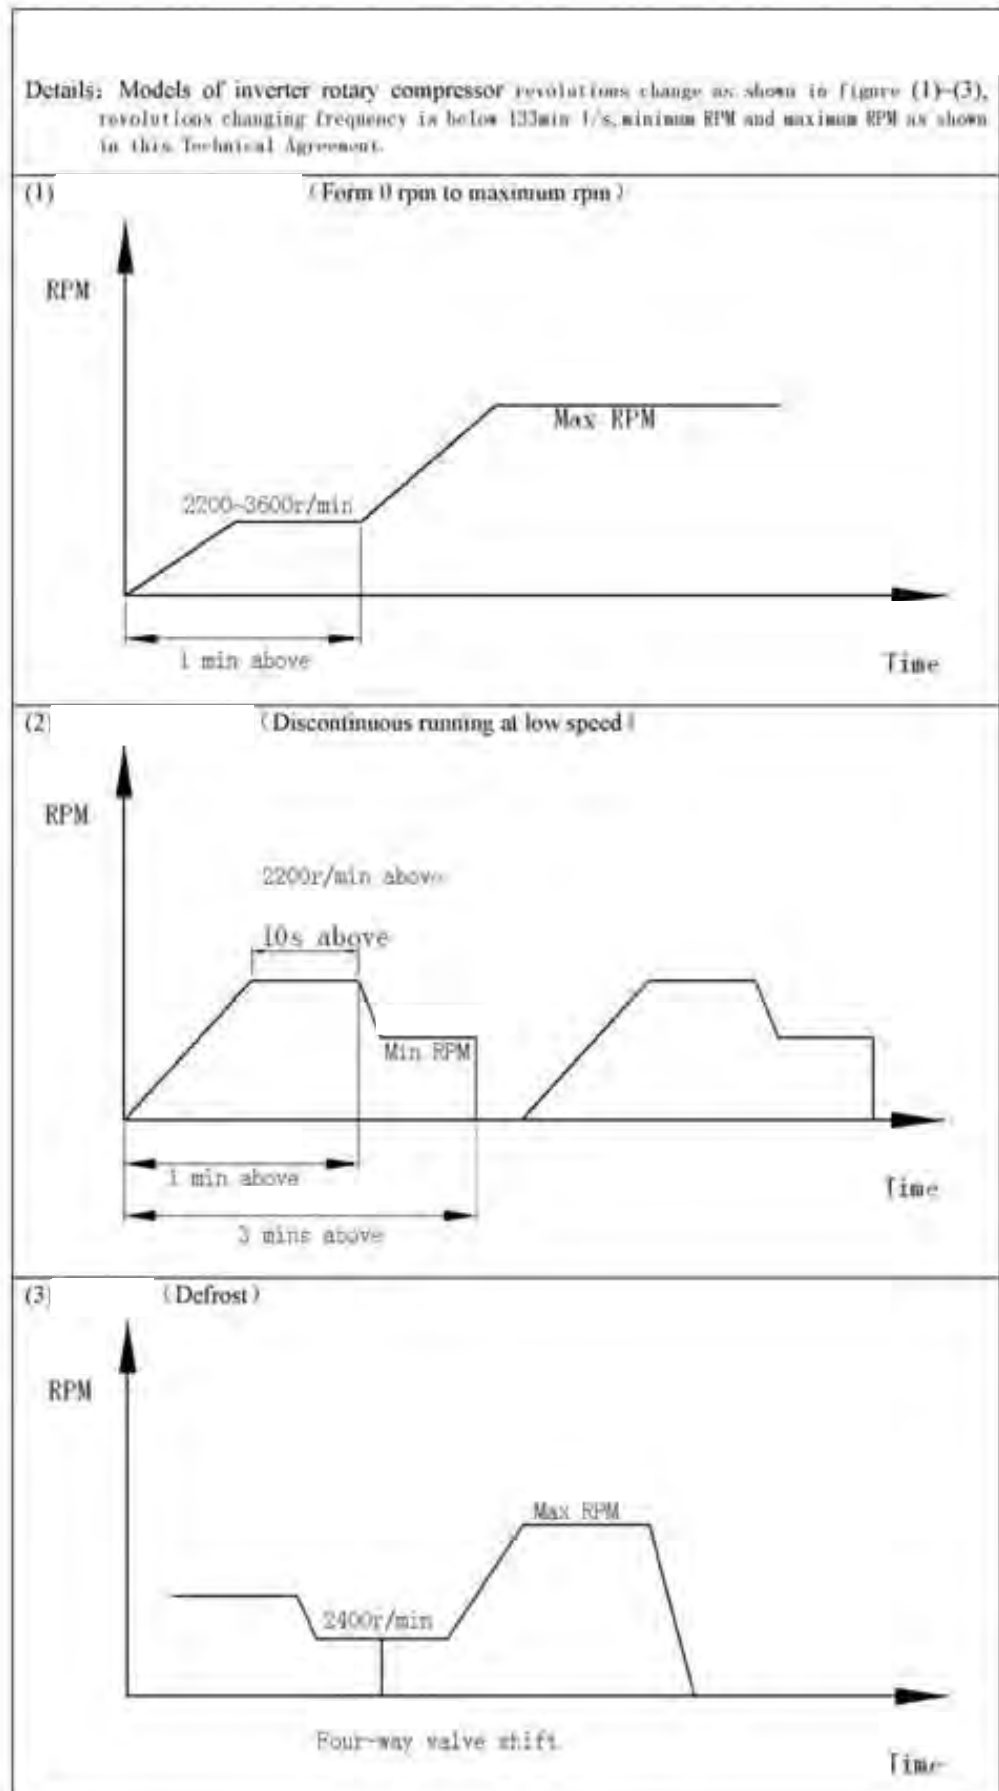 Details: Models of inverter rotary compressor revolutions change as shown in figure (1)-(3),
revolutions changing frequency is below 133min 1/s, minimum RPM and maximum RPM as shown
in this Technical Agreement.
(1) (Form 0 rpm to maximum rpm)
RPM
Max RPM
2200~3600r/min
1 min above
Time
(2) (Discontinuous running at low speed)
RPM
2200r/min above
10s above
Min RPM
1 min above
Time
3 mins above
(3) (Defrost)
RPM
Max RPM
2400r/min
Four-way valve shift
Time